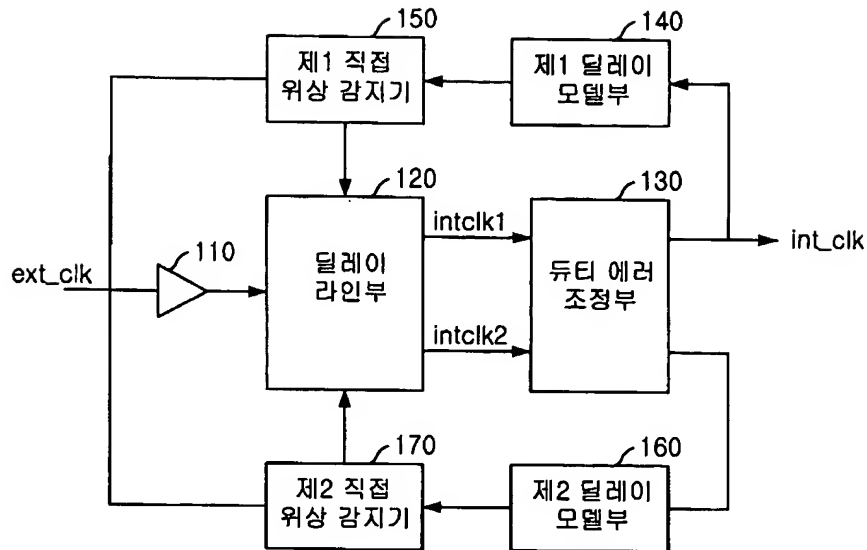 150
제1 직접
위상 감지기
140
제1 딜레이
모델부
120
딜레이
라인부
130
듀티 에러
조정부
intclk1
intclk2
int_clk
ext_clk
110
170
제2 직접
위상 감지기
160
제2 딜레이
모델부